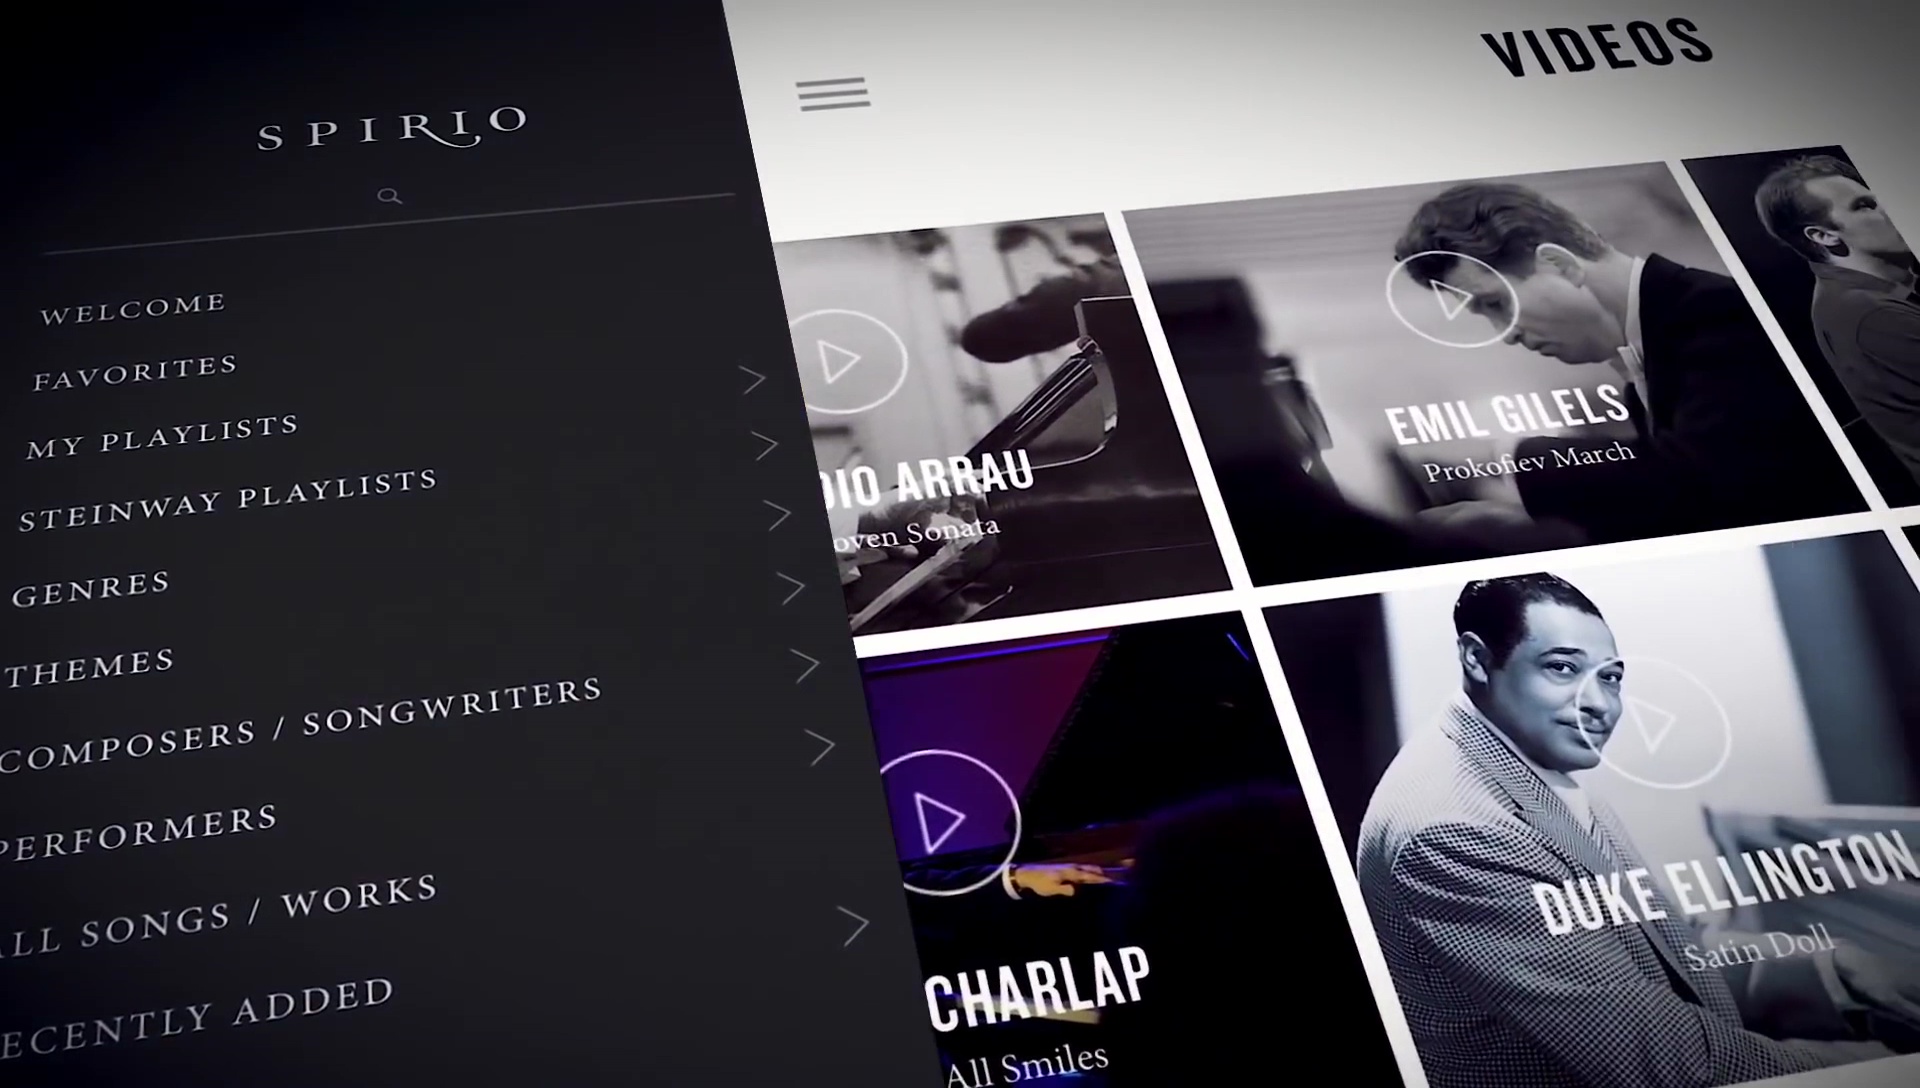 SPIRIO
WELCOME
FAVORITES
MY PLAYLISTS
STEINWAY PLAYLISTS
GENRES
THEMES
COMPOSERS / SONGWRITERS
PERFORMERS
ALL SONGS / WORKS
RECENTLY ADDED
VIDEOS
DIO ARRAU
oven Sonata
EMIL GILELS
Prokofiev March
CHARLAP
All Smiles
DUKE ELLINGTON
Satin Doll